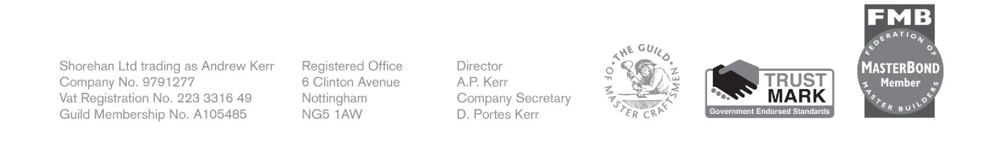 Shorehan Ltd trading as Andrew Kerr
Company No. 9791277
Vat Registration No. 223 3316 49
Guild Membership No. A105485
Registered Office
6 Clinton Avenue
Nottingham
NG5 1AW
Director
A.P. Kerr
Company Secretary
D. Portes Kerr
•THE GUILD•
OF MASTER CRAFTSMEN
TRUST
MARK
Government Endorsed Standards
FMB
FEDERATION OF
MASTERBOND
Member
MASTER BUILDERS